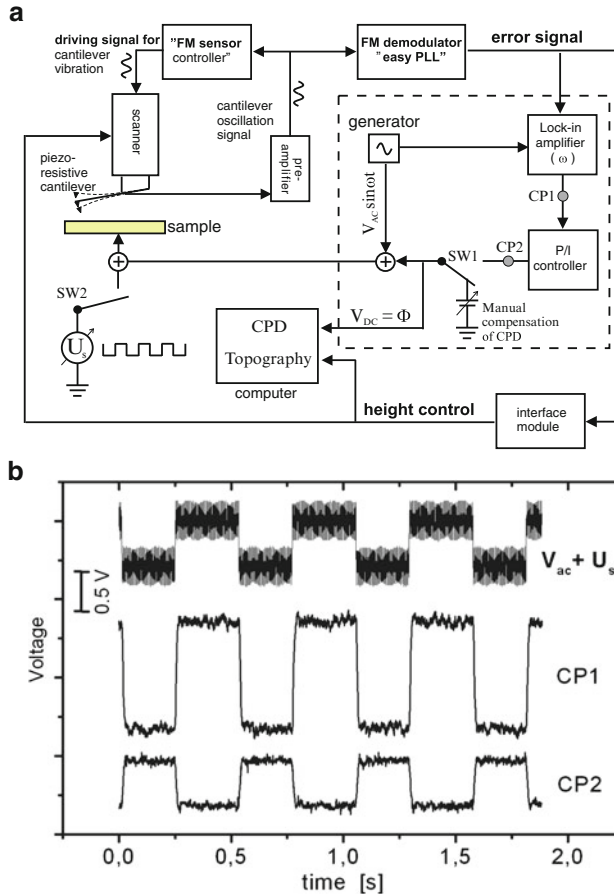 a
driving signal for
cantilever
vibration
"FM sensor
controller"
FM demodulator
"easy PLL"
error signal
cantilever
oscillation
signal
scanner
pre-
amplifier
generator
Lock-in
amplifier
( ω )
piezo-
resistive
cantilever
CP1
V_AC sinωt
sample
SW1
CP2
P/I
controller
SW2
V_DC = Φ
Manual
compensation
of CPD
U_s
CPD
Topography
computer
height control
interface
module
b
V_ac + U_s
0.5 V
Voltage
CP1
CP2
0,0 0,5 1,0 1,5 2,0
time [s]